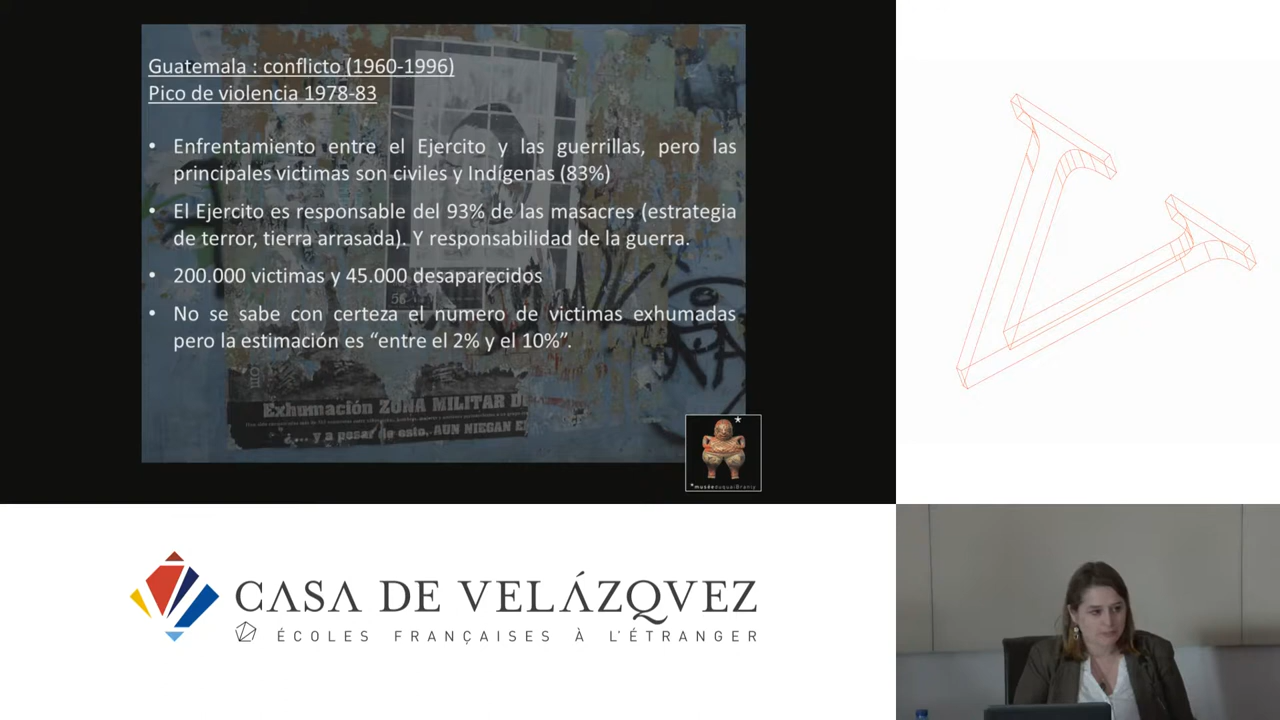 Guatemala : conflicto (1960-1996)
Pico de violencia 1978-83
• Enfrentamiento entre el Ejercito y las guerrillas, pero las
principales victimas son civiles y Indígenas (83%)
• El Ejercito es responsable del 93% de las masacres (estrategia
de terror, tierra arrasada). Y responsabilidad de la guerra.
• 200.000 victimas y 45.000 desaparecidos
56
• No se sabe con certeza el numero de victimas exhumadas
pero la estimación es “entre el 2% y el 10%”.
Exhumación ZONA MILITAR
¿... y a pesar de esto, AUN NIEGAN
*muséeduquaiBranly
CASA DE VELÁZQVEZ
ÉCOLES FRANÇAISES À L'ÉTRANGER